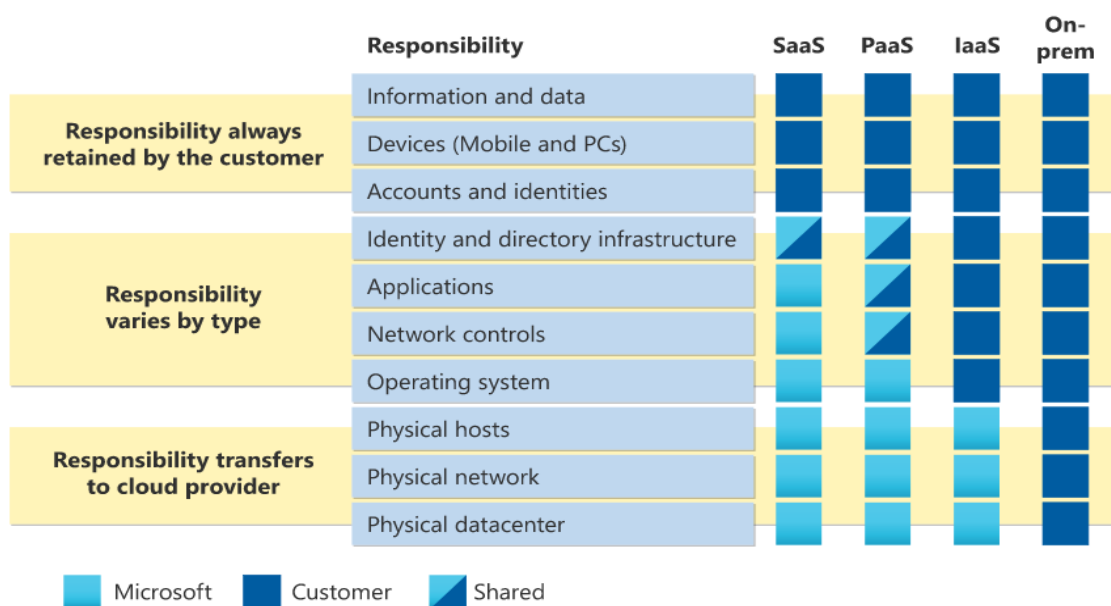 Responsibility SaaS PaaS IaaS On-
prem
Responsibility always
retained by the customer
Information and data
Devices (Mobile and PCs)
Accounts and identities
Responsibility
varies by type
Identity and directory infrastructure
Applications
Network controls
Operating system
Responsibility transfers
to cloud provider
Physical hosts
Physical network
Physical datacenter
Microsoft Customer Shared